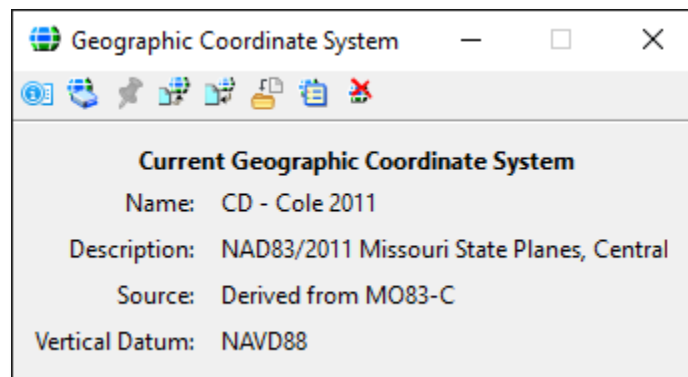 Geographic Coordinate System
Current Geographic Coordinate System
Name: CD - Cole 2011
Description: NAD83/2011 Missouri State Planes, Central
Source: Derived from MO83-C
Vertical Datum: NAVD88